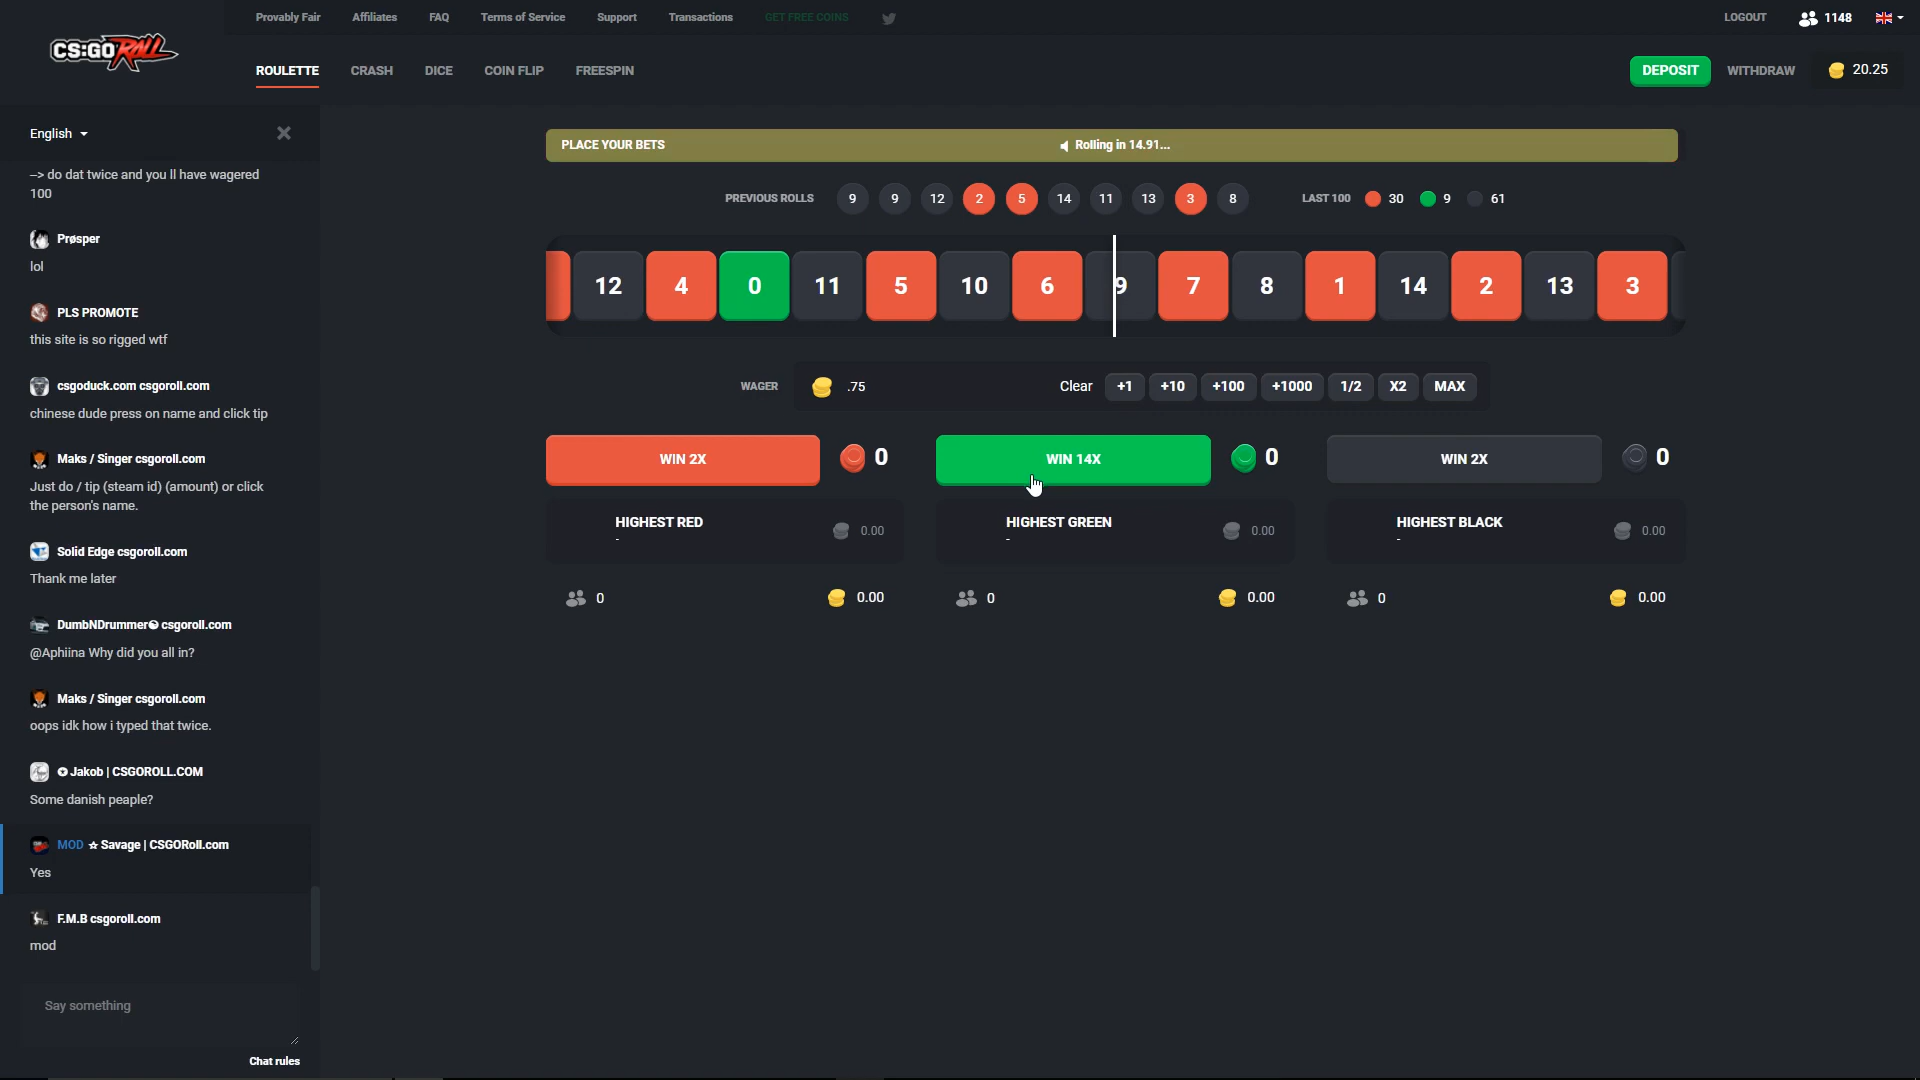 Provably Fair Affiliates FAQ Terms of Service Support Transactions GET FREE COINS LOGOUT 1148
CS:GO ROLL
ROULETTE CRASH DICE COIN FLIP FREESPIN DEPOSIT WITHDRAW 20.25
English
--> do dat twice and you ll have wagered
100
Prøsper
lol
PLS PROMOTE
this site is so rigged wtf
csgoduck.com csgoroll.com
chinese dude press on name and click tip
Maks / Singer csgoroll.com
Just do / tip (steam id) (amount) or click
the person's name.
Solid Edge csgoroll.com
Thank me later
DumbNDrummer☯ csgoroll.com
@Aphiina Why did you all in?
Maks / Singer csgoroll.com
oops idk how i typed that twice.
✪ Jakob | CSGOROLL.COM
Some danish peaple?
MOD ☆ Savage | CSGORoll.com
Yes
F.M.B csgoroll.com
mod
Say something
Chat rules
PLACE YOUR BETS Rolling in 14.91...
PREVIOUS ROLLS 9 9 12 2 5 14 11 13 3 8 LAST 100 30 9 61
12 4 0 11 5 10 6 9 7 8 1 14 2 13 3
WAGER .75 Clear +1 +10 +100 +1000 1/2 X2 MAX
WIN 2X 0 WIN 14X 0 WIN 2X 0
HIGHEST RED 0.00 HIGHEST GREEN 0.00 HIGHEST BLACK 0.00
- - -
0 0.00 0 0.00 0 0.00